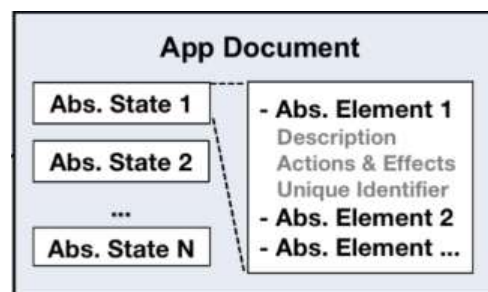 App Document
Abs. State 1
Abs. State 2
...
Abs. State N
- Abs. Element 1
Description
Actions & Effects
Unique Identifier
- Abs. Element 2
- Abs. Element ...